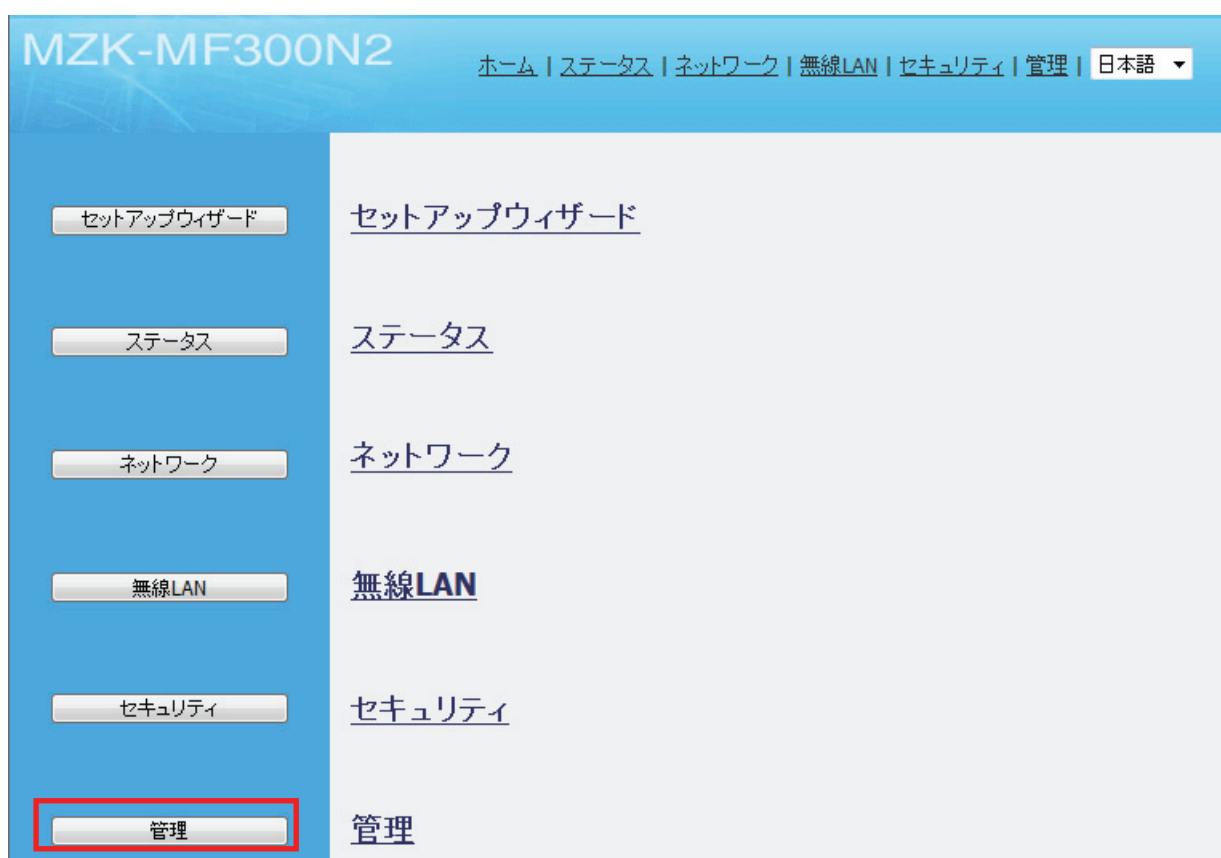 MZK-MF300N2
ホーム | ステータス | ネットワーク | 無線LAN | セキュリティ | 管理 | 日本語
セットアップウィザード セットアップウィザード
ステータス ステータス
ネットワーク ネットワーク
無線LAN 無線LAN
セキュリティ セキュリティ
管理 管理